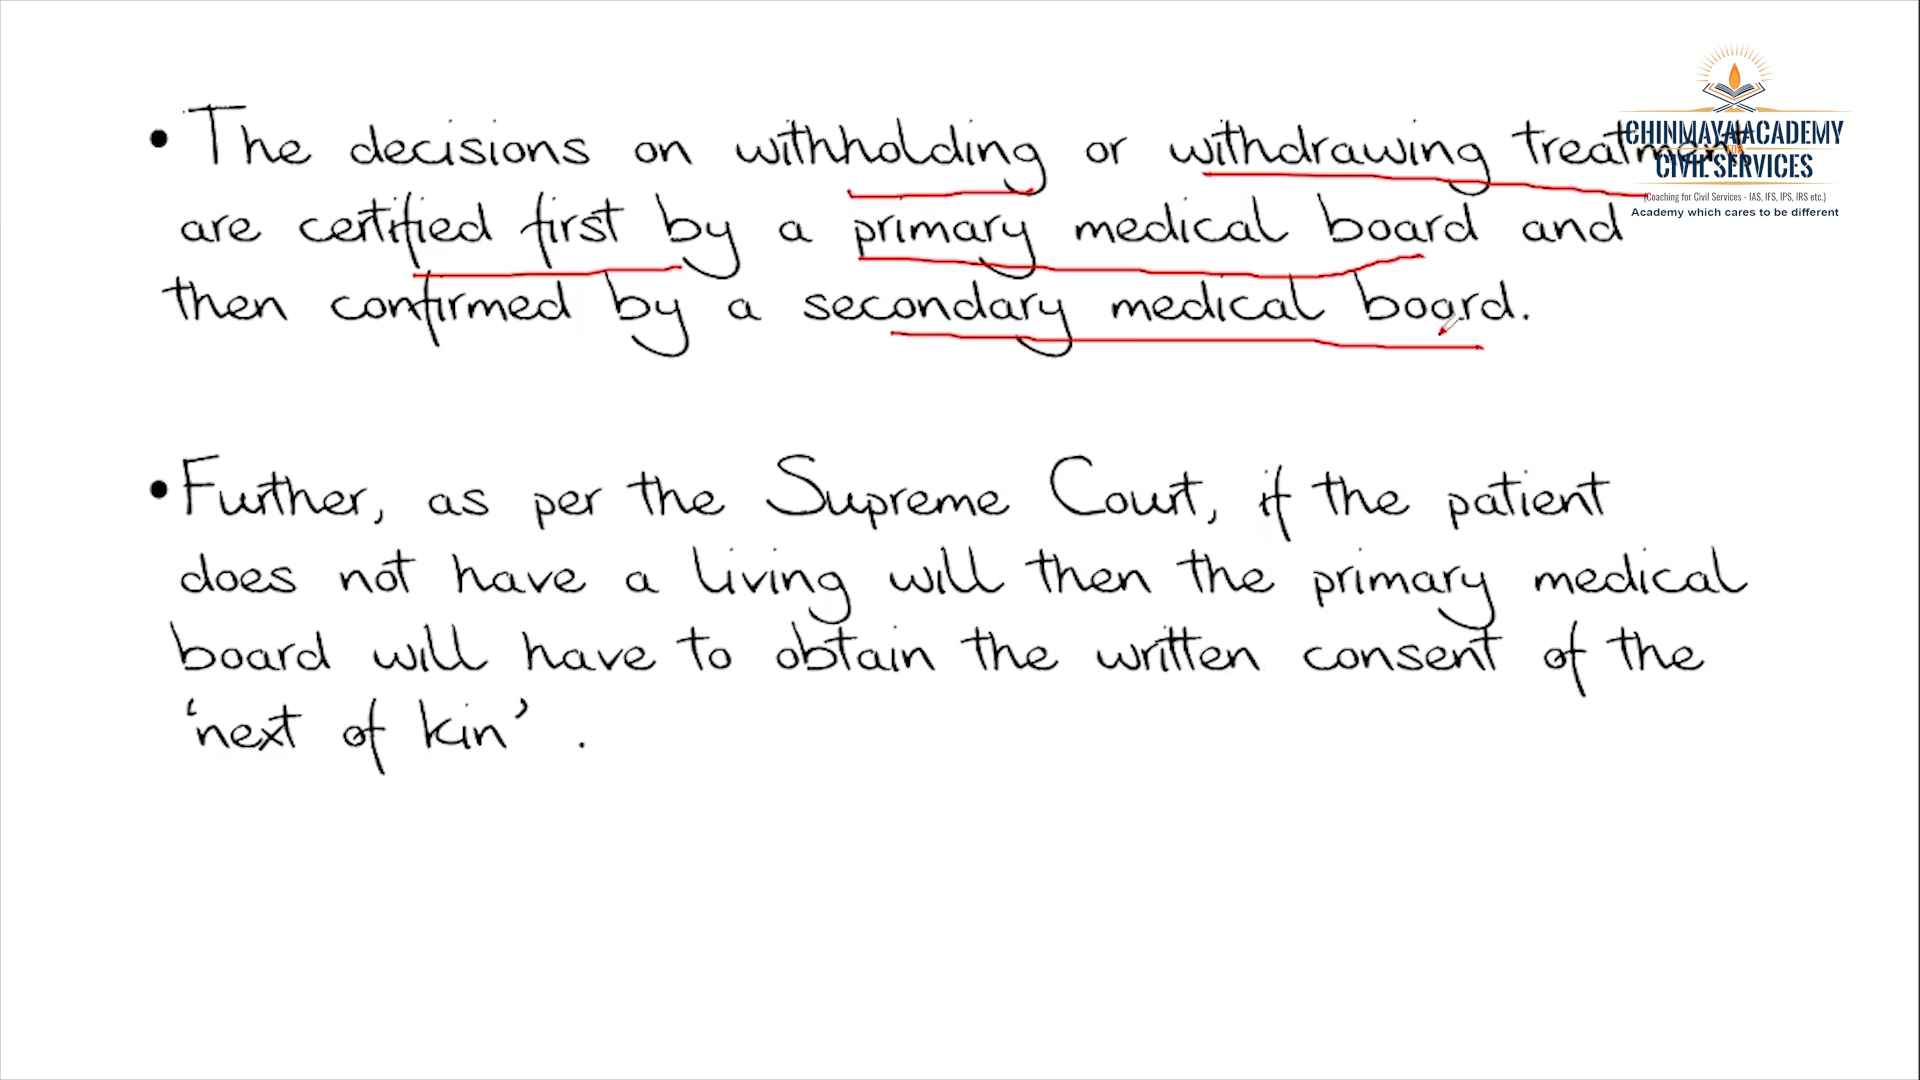 • The decisions on withholding or withdrawing treatment
are certified first by a primary medical board and
then confirmed by a secondary medical board.
• Further, as per the Supreme Court, if the patient
does not have a living will then the primary medical
board will have to obtain the written consent of the
‘next of kin’ .
CHINMAYA ACADEMY
FOR
CIVIL SERVICES
(Coaching for Civil Services - IAS, IFS, IPS, IRS etc.)
Academy which cares to be different